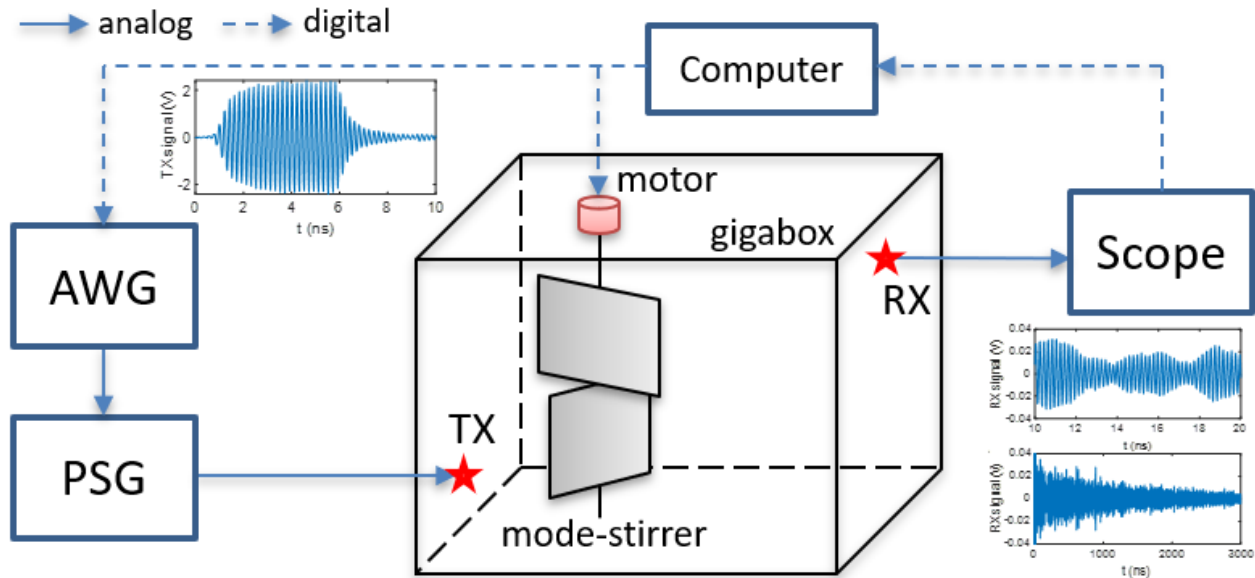 analog
digital
Computer
TX signal (V)
2
0
-2
0
2
4
6
8
10
t (ns)
motor
gigabox
AWG
Scope
RX
PSG
TX
mode-stirrer
RX signal (V)
0.04
0.02
0
-0.02
-0.04
10
12
14
16
18
20
t (ns)
RX signal (V)
0.04
0.02
0
-0.02
-0.04
0
1000
2000
3000
t (ns)